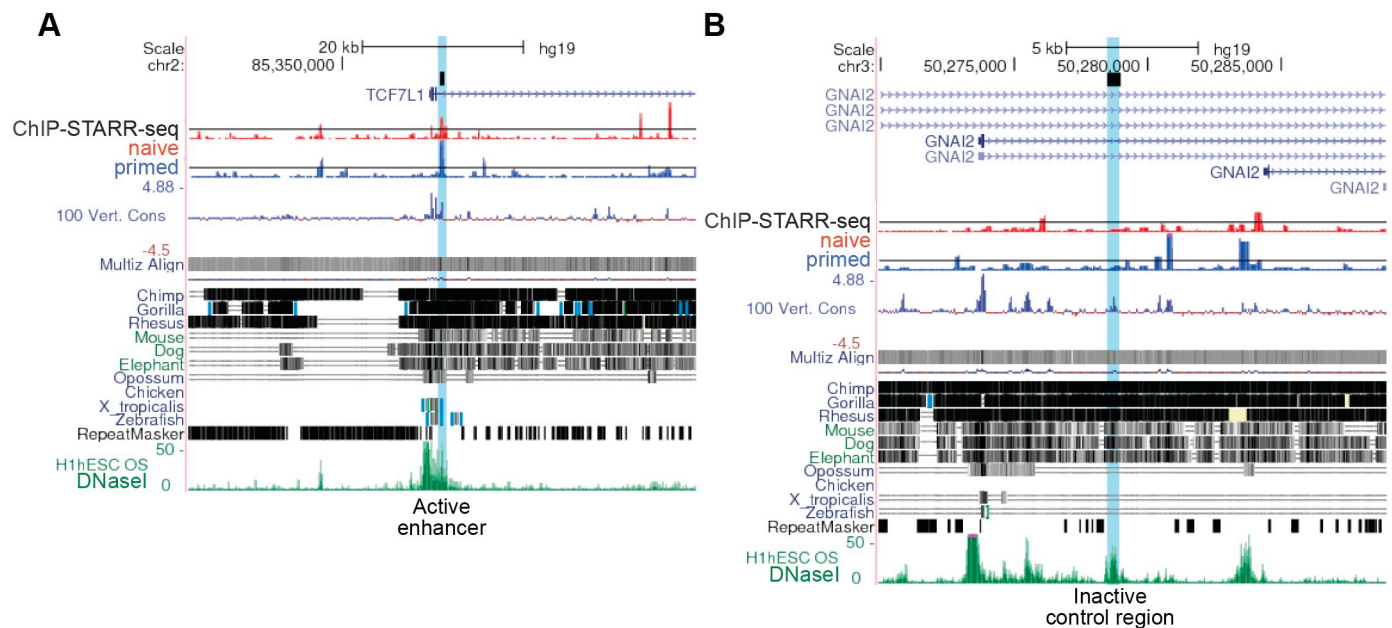 A
Scale
20 kb
hg19
chr2:
85,350,000
TCF7L1
ChIP-STARR-seq
naive
primed
4.88 -
100 Vert. Cons
-4.5
Multiz Align
Chimp
Gorilla
Rhesus
Mouse
Dog
Elephant
Opossum
Chicken
X_tropicalis
Zebrafish
RepeatMasker
50 -
H1hESC OS
DNaseI
0
Active
enhancer
B
Scale
5 kb
hg19
chr3:
50,275,000
50,280,000
50,285,000
GNAI2
GNAI2
GNAI2
GNAI2
GNAI2
GNAI2
GNAI2
ChIP-STARR-seq
naive
primed
4.88 -
100 Vert. Cons
-4.5
Multiz Align
Chimp
Gorilla
Rhesus
Mouse
Dog
Elephant
Opossum
Chicken
X_tropicalis
Zebrafish
RepeatMasker
50 -
H1hESC OS
DNaseI
0
Inactive
control region